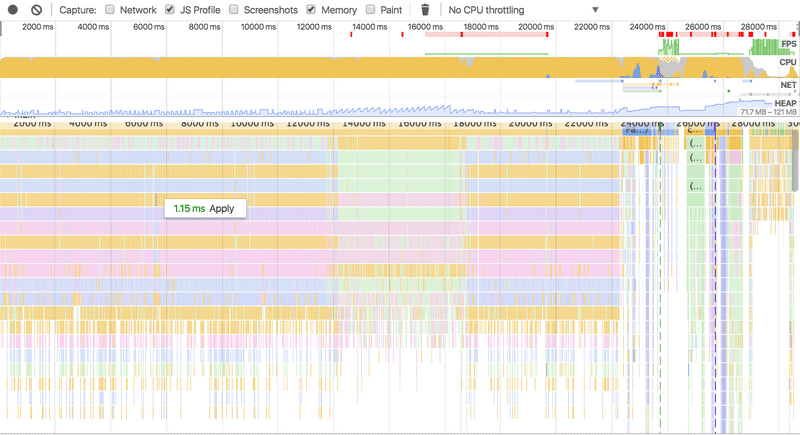 Capture: Network JS Profile Screenshots Memory Paint No CPU throttling
2000 ms 4000 ms 6000 ms 8000 ms 10000 ms 12000 ms 14000 ms 16000 ms 18000 ms 20000 ms 22000 ms 24000 ms 26000 ms 28000 ms
FPS
CPU
NET
HEAP
71.7 MB – 121 MB
2000 ms 4000 ms 6000 ms 8000 ms 10000 ms 12000 ms 14000 ms 16000 ms 18000 ms 20000 ms 22000 ms 24000 ms 26000 ms 28000 ms
(...
(...
(...
1.15 ms Apply